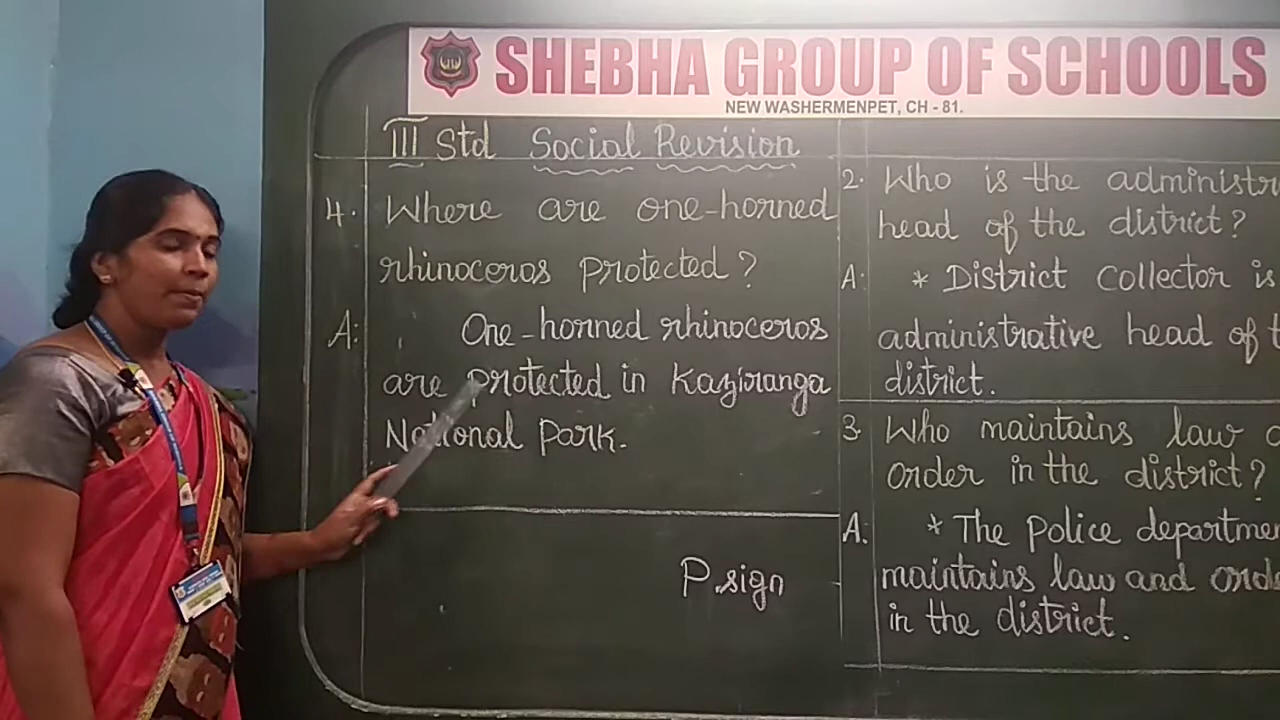 SHEBHA GROUP OF SCHOOLS
NEW WASHERMENPET, CH - 81.
III Std Social Revision
4. Where are one-horned
rhinoceros protected?
A: One-horned rhinoceros
are protected in Kaziranga
National Park.
P.sign
2. Who is the administr
head of the district?
A: * District Collector is
administrative head of t
district.
3. Who maintains law
order in the district?
A. * The Police departme
maintains law and orde
in the district.